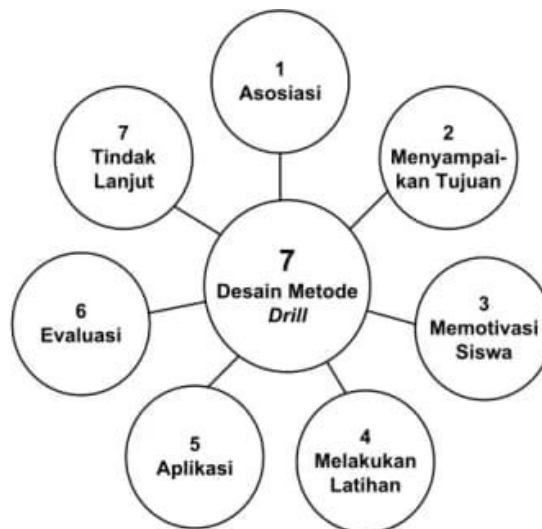 1
Asosiasi
2
Menyampai-
kan Tujuan
3
Memotivasi
Siswa
4
Melakukan
Latihan
5
Aplikasi
6
Evaluasi
7
Tindak
Lanjut
7
Desain Metode
Drill